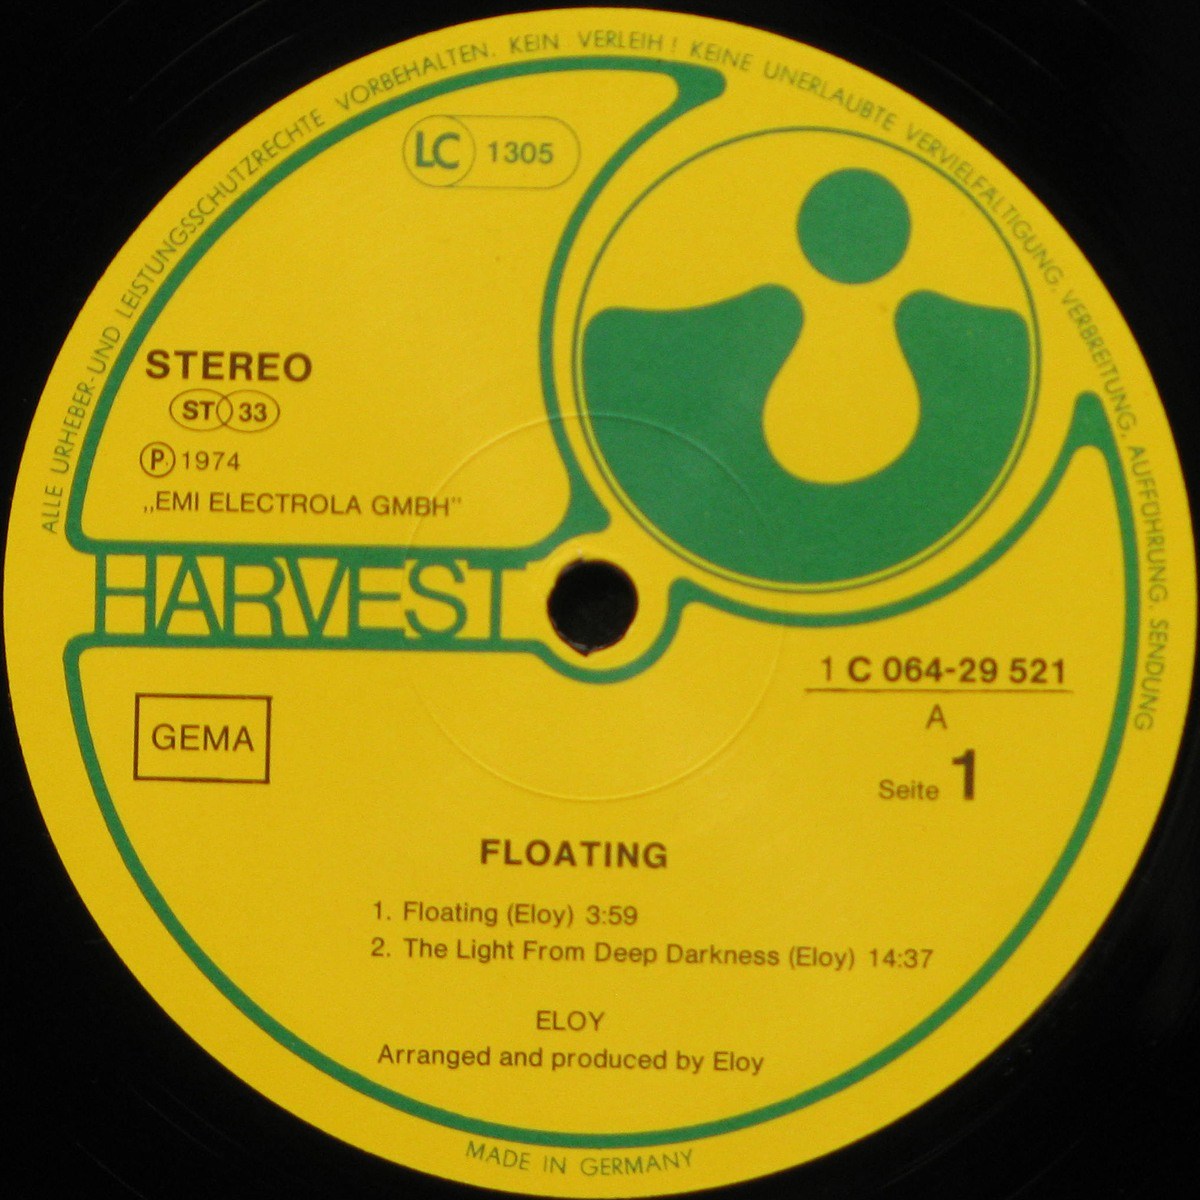 ALLE URHEBER- UND LEISTUNGSSCHUTZRECHTE VORBEHALTEN. KEIN VERLEIH! KEINE UNERLAUBTE VERVIELFÄLTIGUNG, VERBREITUNG, AUFFÜHRUNG, SENDUNG
LC 1305
STEREO
ST 33
P 1974
„EMI ELECTROLA GMBH"
HARVEST
1 C 064-29 521
A
Seite 1
GEMA
FLOATING
1. Floating (Eloy) 3:59
2. The Light From Deep Darkness (Eloy) 14:37
ELOY
Arranged and produced by Eloy
MADE IN GERMANY